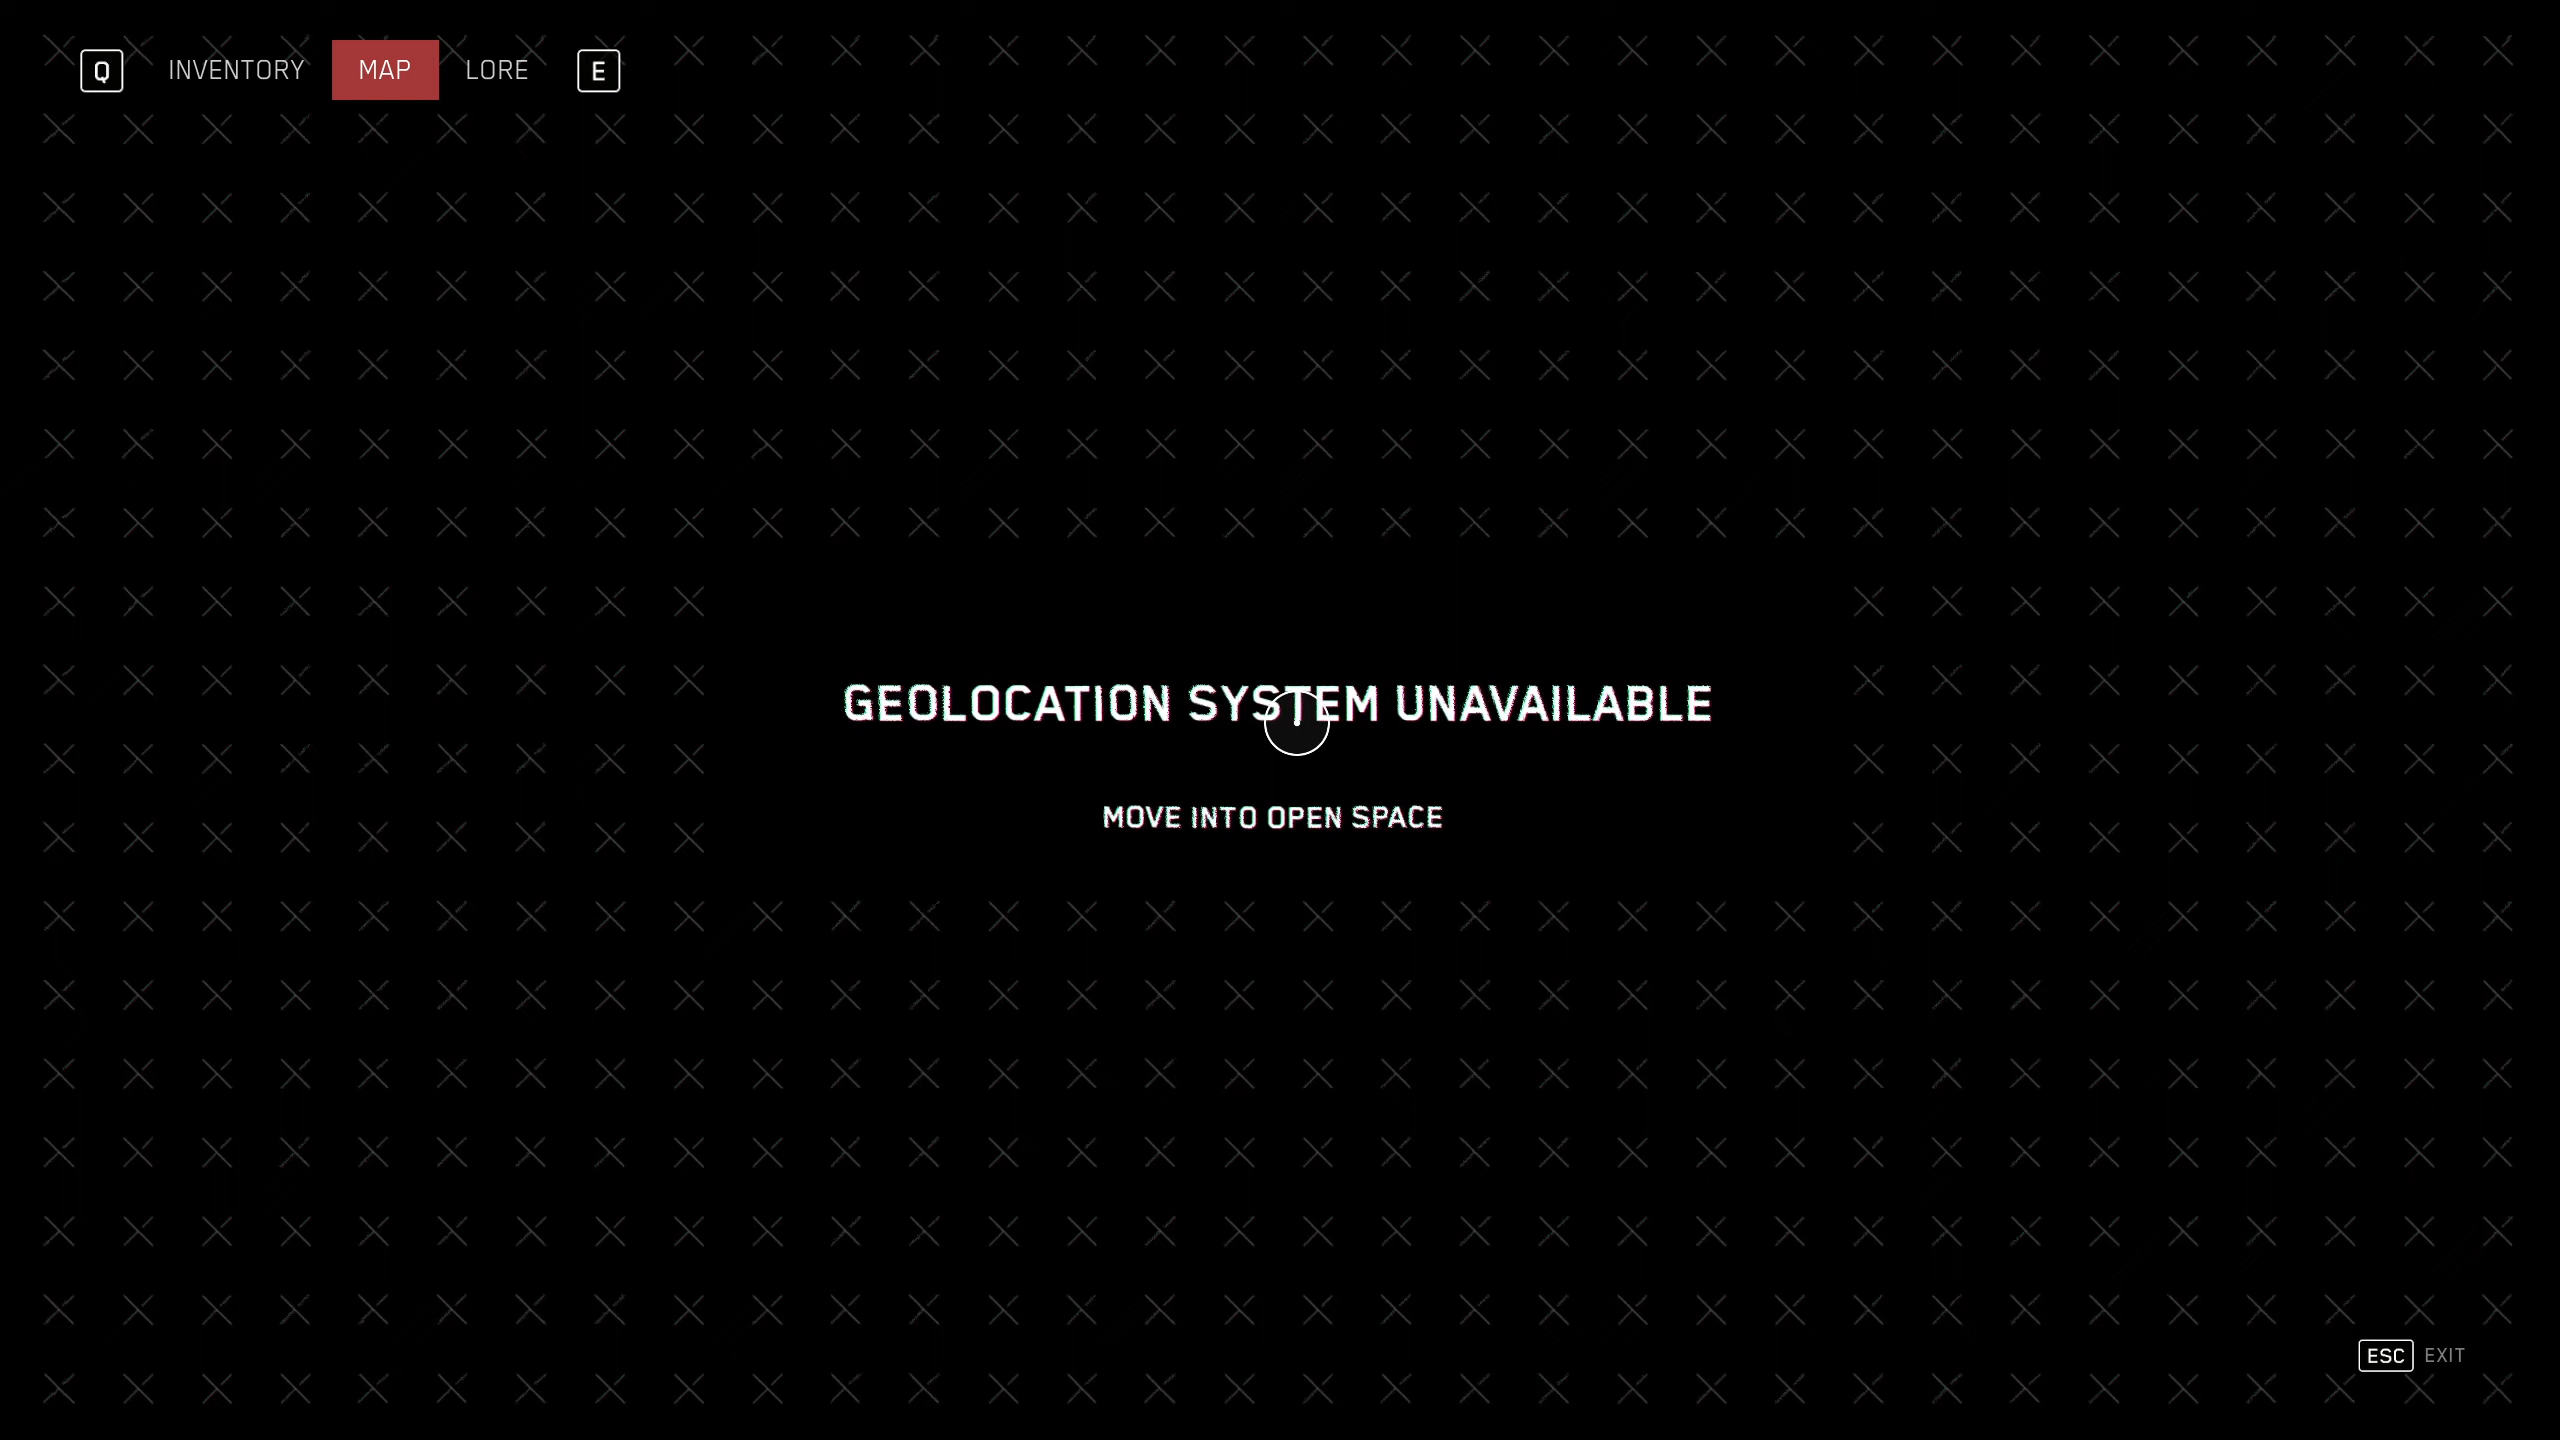 Q INVENTORY MAP LORE E
GEOLOCATION SYSTEM UNAVAILABLE
MOVE INTO OPEN SPACE
ESC EXIT